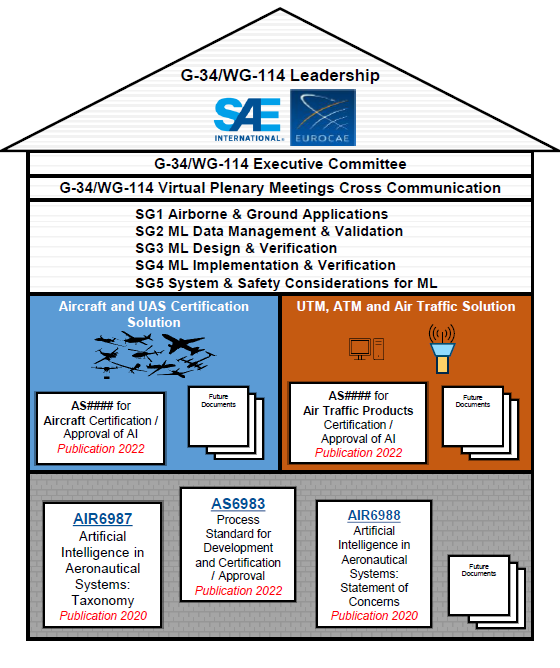 G-34/WG-114 Leadership
SAE
INTERNATIONAL®
EUROCAE
G-34/WG-114 Executive Committee
G-34/WG-114 Virtual Plenary Meetings Cross Communication
SG1 Airborne & Ground Applications
SG2 ML Data Management & Validation
SG3 ML Design & Verification
SG4 ML Implementation & Verification
SG5 System & Safety Considerations for ML
Aircraft and UAS Certification
Solution
AS#### for
Aircraft Certification /
Approval of AI
Publication 2022
Future
Documents
UTM, ATM and Air Traffic Solution
AS#### for
Air Traffic Products
Certification /
Approval of AI
Publication 2022
Future
Documents
AIR6987
Artificial
Intelligence in
Aeronautical
Systems:
Taxonomy
Publication 2020
AS6983
Process
Standard for
Development
and Certification
/ Approval
Publication 2022
AIR6988
Artificial
Intelligence in
Aeronautical
Systems:
Statement of
Concerns
Publication 2020
Future
Documents